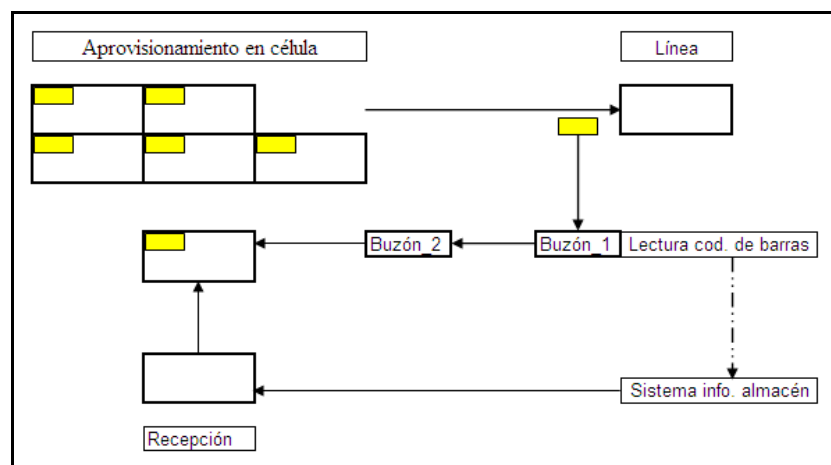 Aprovisionamiento en célula
Línea
Buzón_2
Buzón_1
Lectura cod. de barras
Sistema info. almacén
Recepción